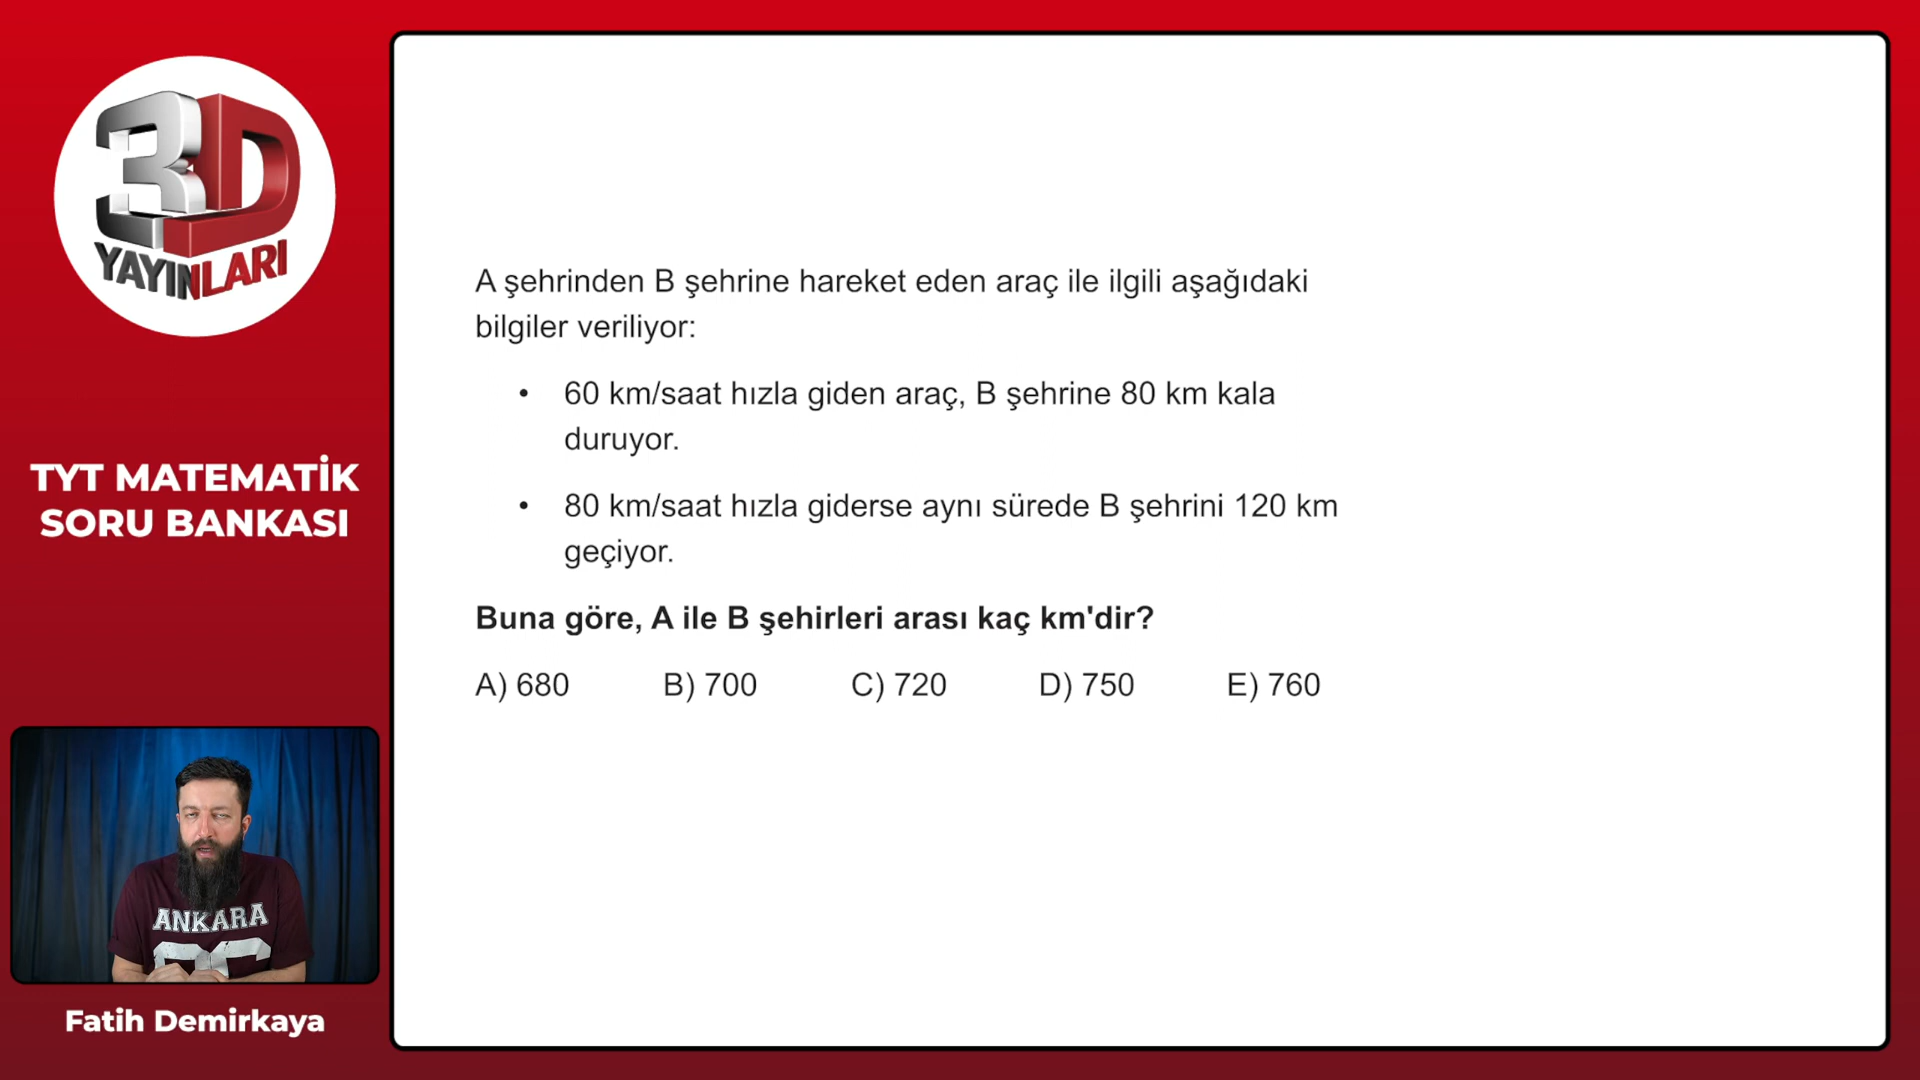 3D
YAYINLARI
TYT MATEMATİK
SORU BANKASI
A şehrinden B şehrine hareket eden araç ile ilgili aşağıdaki
bilgiler veriliyor:
• 60 km/saat hızla giden araç, B şehrine 80 km kala
duruyor.
• 80 km/saat hızla giderse aynı sürede B şehrini 120 km
geçiyor.
Buna göre, A ile B şehirleri arası kaç km'dir?
A) 680 B) 700 C) 720 D) 750 E) 760
ANKARA
Fatih Demirkaya